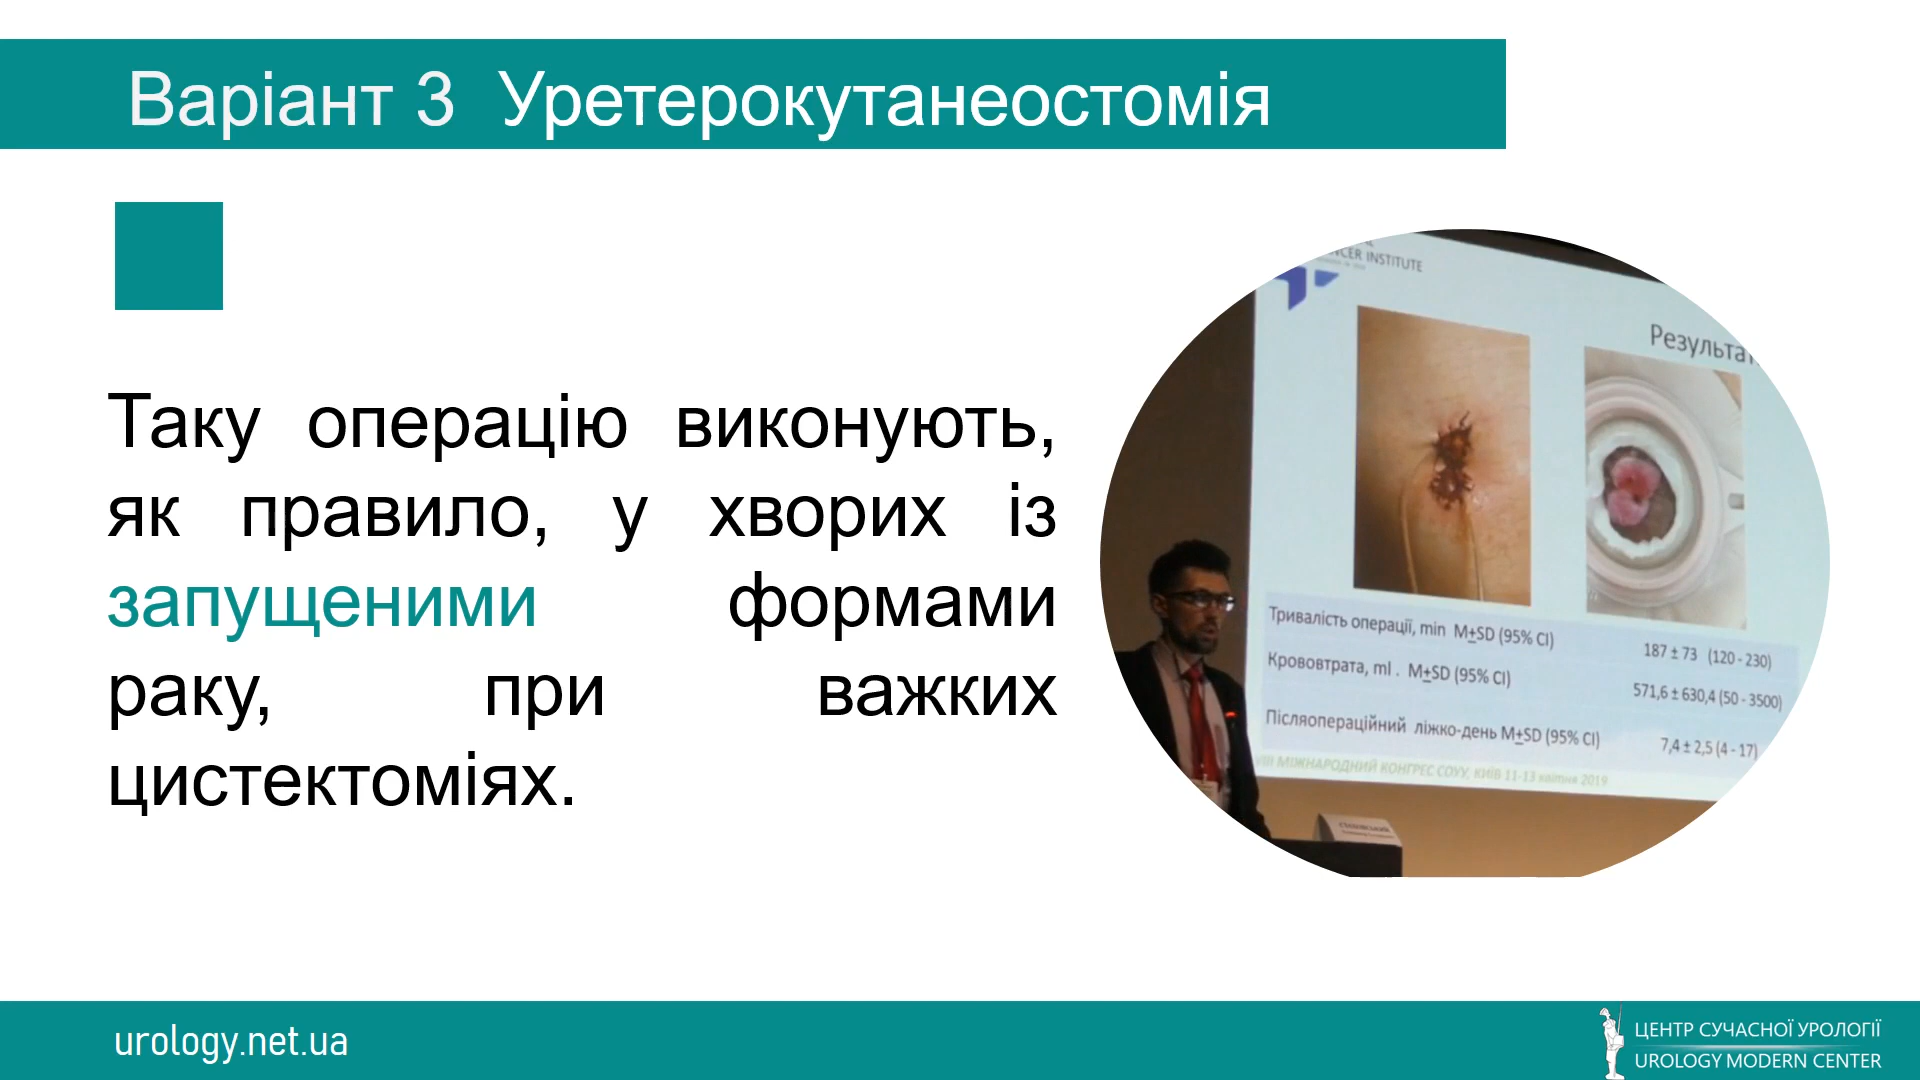 Варіант 3 Уретерокутанеостомія
Таку операцію виконують,
як правило, у хворих із
запущеними формами
раку, при важких
цистектоміях.
INSTITUTE
Тривалість операції, min M±SD (95% CI) 187 ± 73 (120 - 230)
Крововтрата, ml . M±SD (95% CI) 571,6 ± 630,4 (50 - 3500)
Післяопераційний ліжко-день M±SD (95% CI) 7,4 ± 2,5 (4 - 17)
МІЖНАРОДНИЙ КОНГРЕС СОУУ, КИЇВ 11-13 квітня 2019
urology.net.ua
ЦЕНТР СУЧАСНОЇ УРОЛОГІЇ
UROLOGY MODERN CENTER